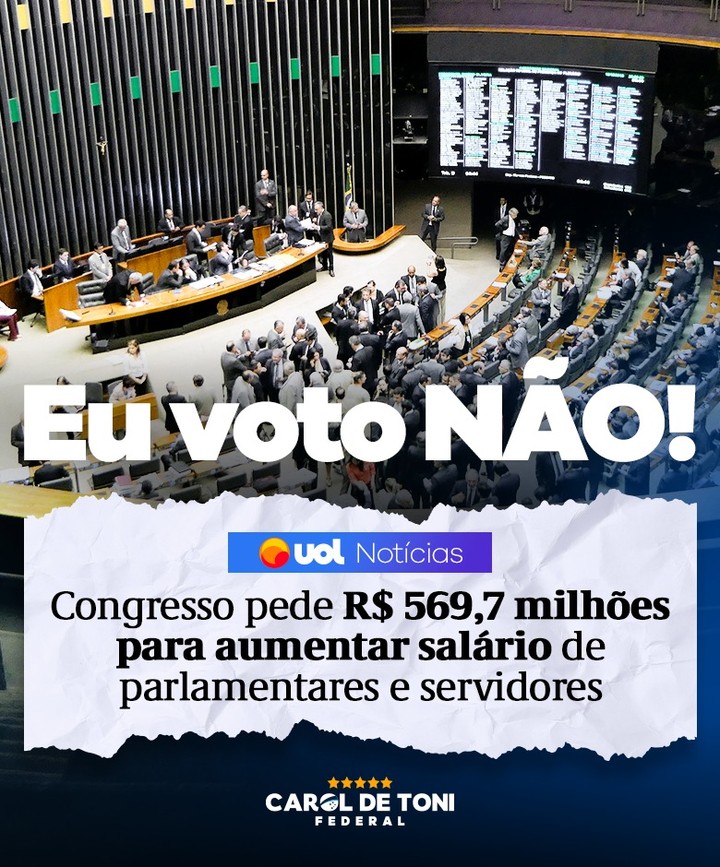 Eu voto NÃO!
uol Notícias
Congresso pede R$ 569,7 milhões
para aumentar salário de
parlamentares e servidores
CAROL DE TONI
FEDERAL